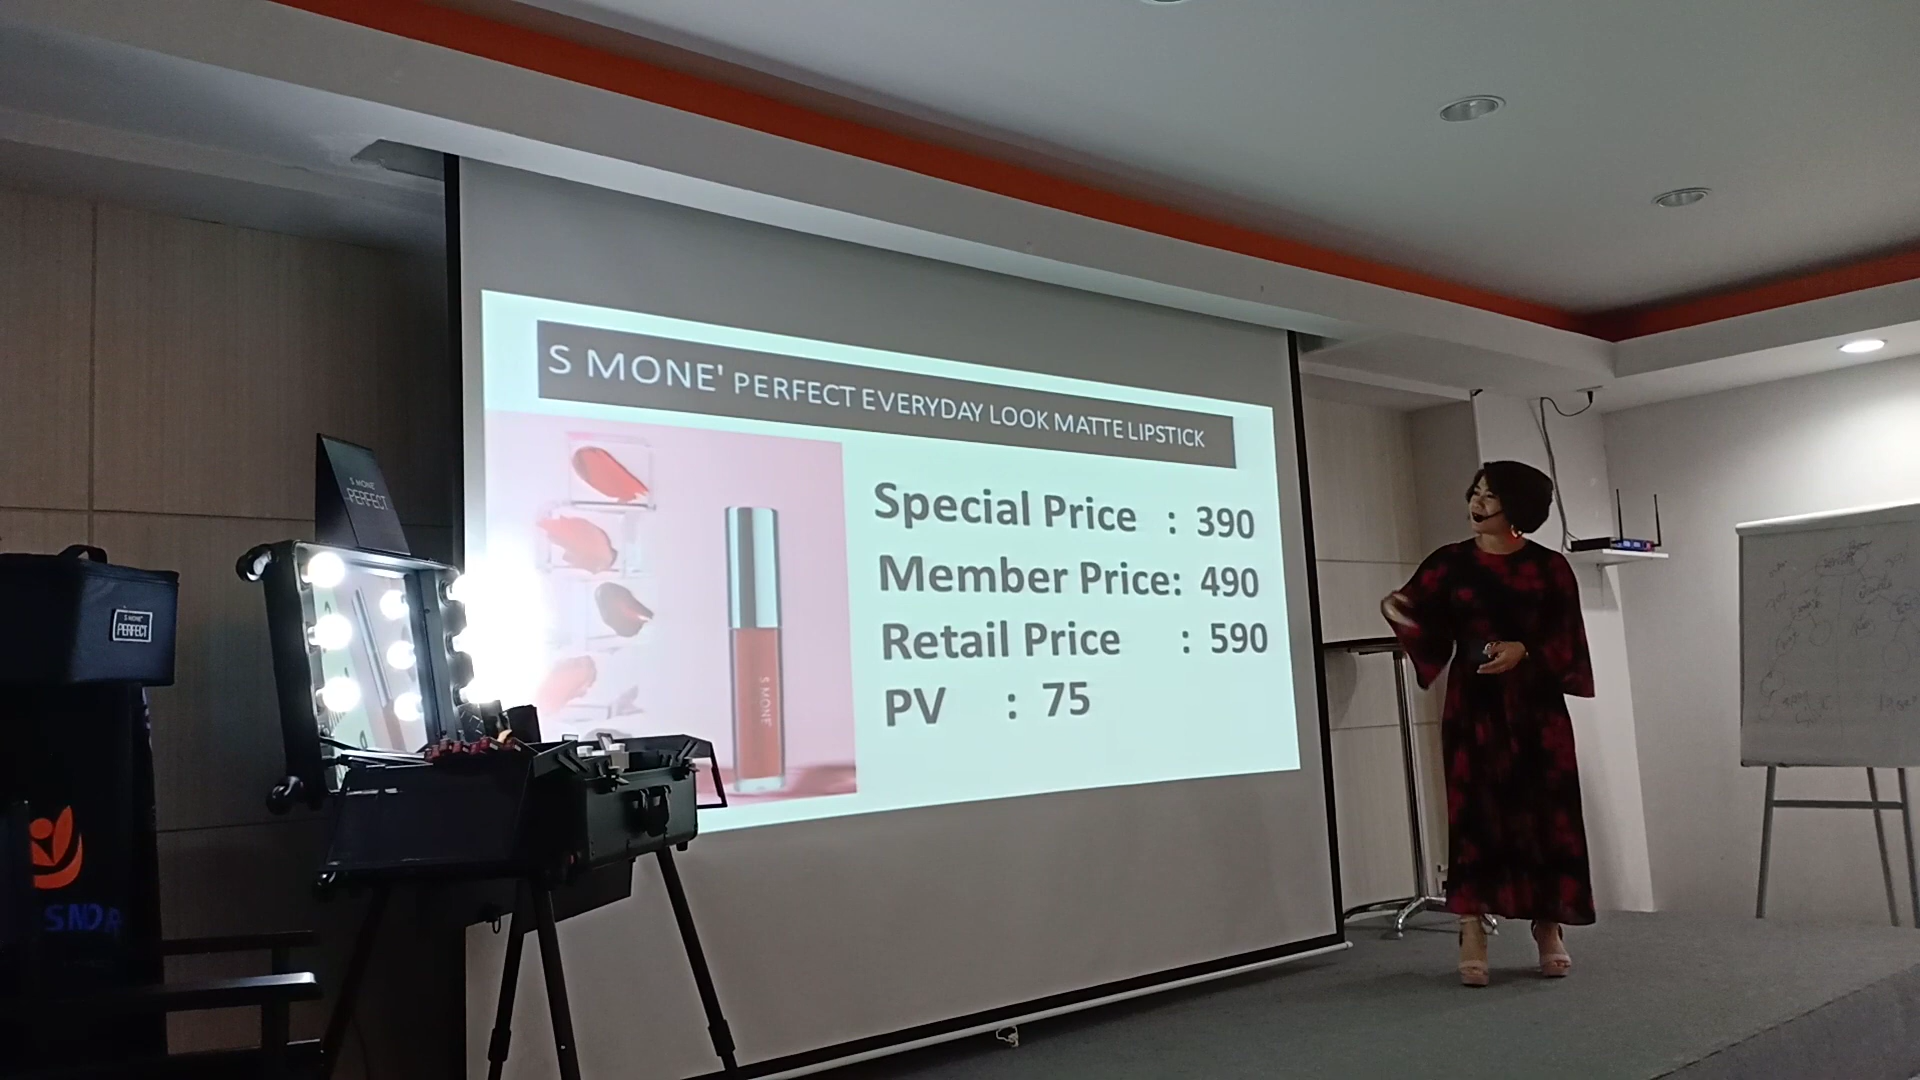 S MONE' PERFECT EVERYDAY LOOK MATTE LIPSTICK
Special Price : 390
Member Price: 490
Retail Price : 590
PV : 75
S MONE'
S MONE'
PERFECT
S MONE'
PERFECT